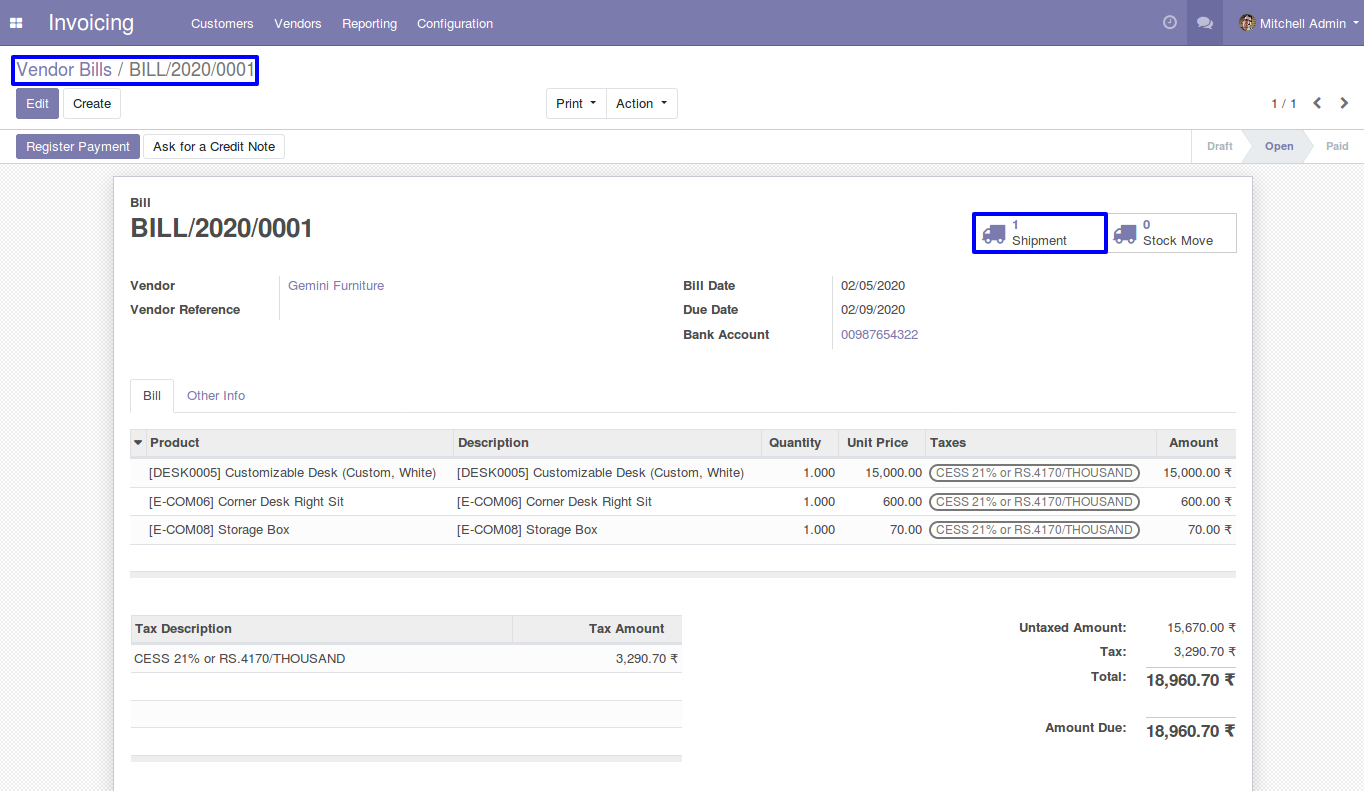 Invoicing Customers Vendors Reporting Configuration Mitchell Admin
Vendor Bills / BILL/2020/0001
Edit Create Print Action 1 / 1
Register Payment Ask for a Credit Note Draft Open Paid
Bill
BILL/2020/0001
1 Shipment
0 Stock Move
Vendor Gemini Furniture Bill Date 02/05/2020
Vendor Reference Due Date 02/09/2020
Bank Account 00987654322
Bill Other Info
Product Description Quantity Unit Price Taxes Amount
[DESK0005] Customizable Desk (Custom, White) [DESK0005] Customizable Desk (Custom, White) 1.000 15,000.00 CESS 21% or RS.4170/THOUSAND 15,000.00 ₹
[E-COM06] Corner Desk Right Sit [E-COM06] Corner Desk Right Sit 1.000 600.00 CESS 21% or RS.4170/THOUSAND 600.00 ₹
[E-COM08] Storage Box [E-COM08] Storage Box 1.000 70.00 CESS 21% or RS.4170/THOUSAND 70.00 ₹
Tax Description Tax Amount Untaxed Amount: 15,670.00 ₹
CESS 21% or RS.4170/THOUSAND 3,290.70 ₹ Tax: 3,290.70 ₹
Total: 18,960.70 ₹
Amount Due: 18,960.70 ₹